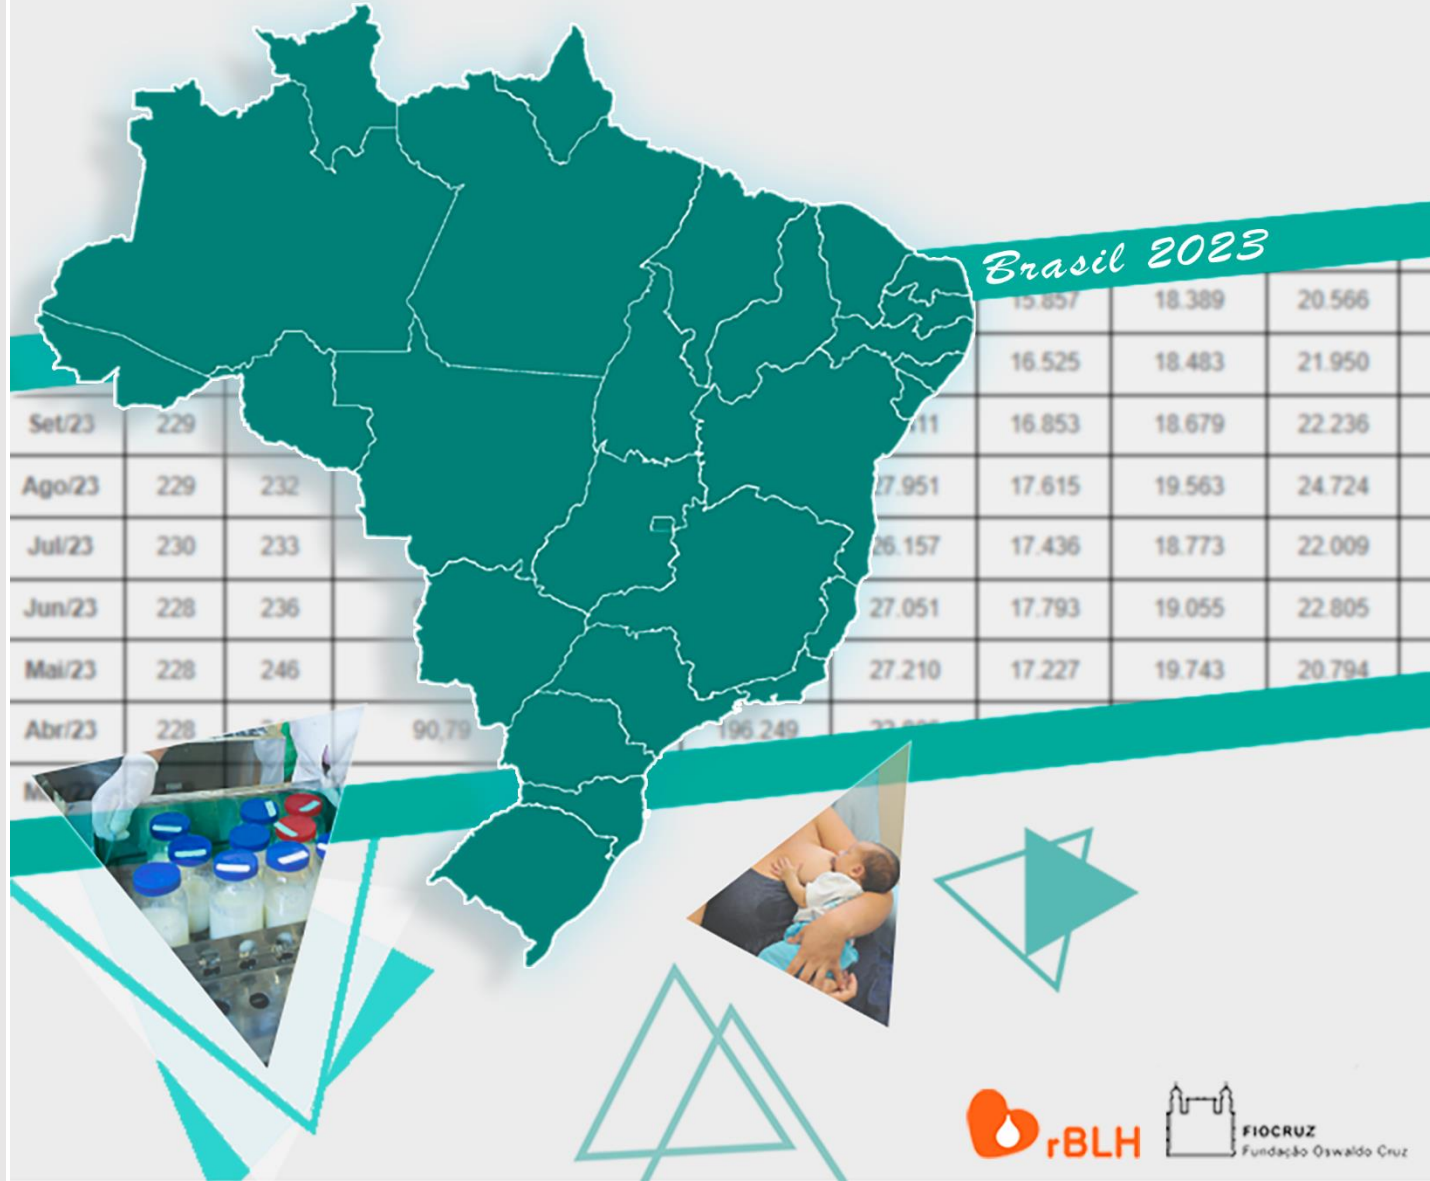 Brasil 2023
15.857 18.389 20.566
16.525 18.483 21.950
Set/23 229 16.853 18.679 22.236
Ago/23 229 232 27.951 17.615 19.563 24.724
Jul/23 230 233 26.157 17.436 18.773 22.009
Jun/23 228 236 27.051 17.793 19.055 22.805
Mai/23 228 246 27.210 17.227 19.743 20.794
Abr/23 228 90,79 196.249
rBLH
FIOCRUZ
Fundação Oswaldo Cruz